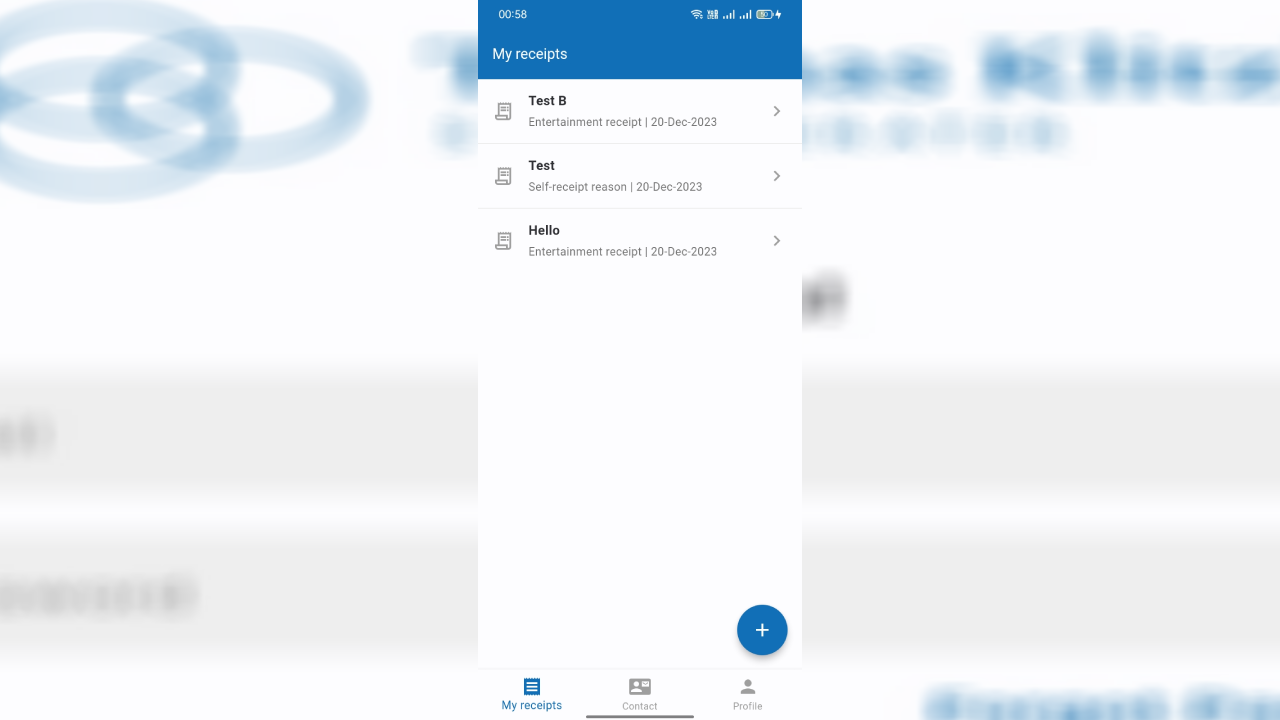 00:58
My receipts
Test B
Entertainment receipt | 20-Dec-2023
Test
Self-receipt reason | 20-Dec-2023
Hello
Entertainment receipt | 20-Dec-2023
My receipts
Contact
Profile